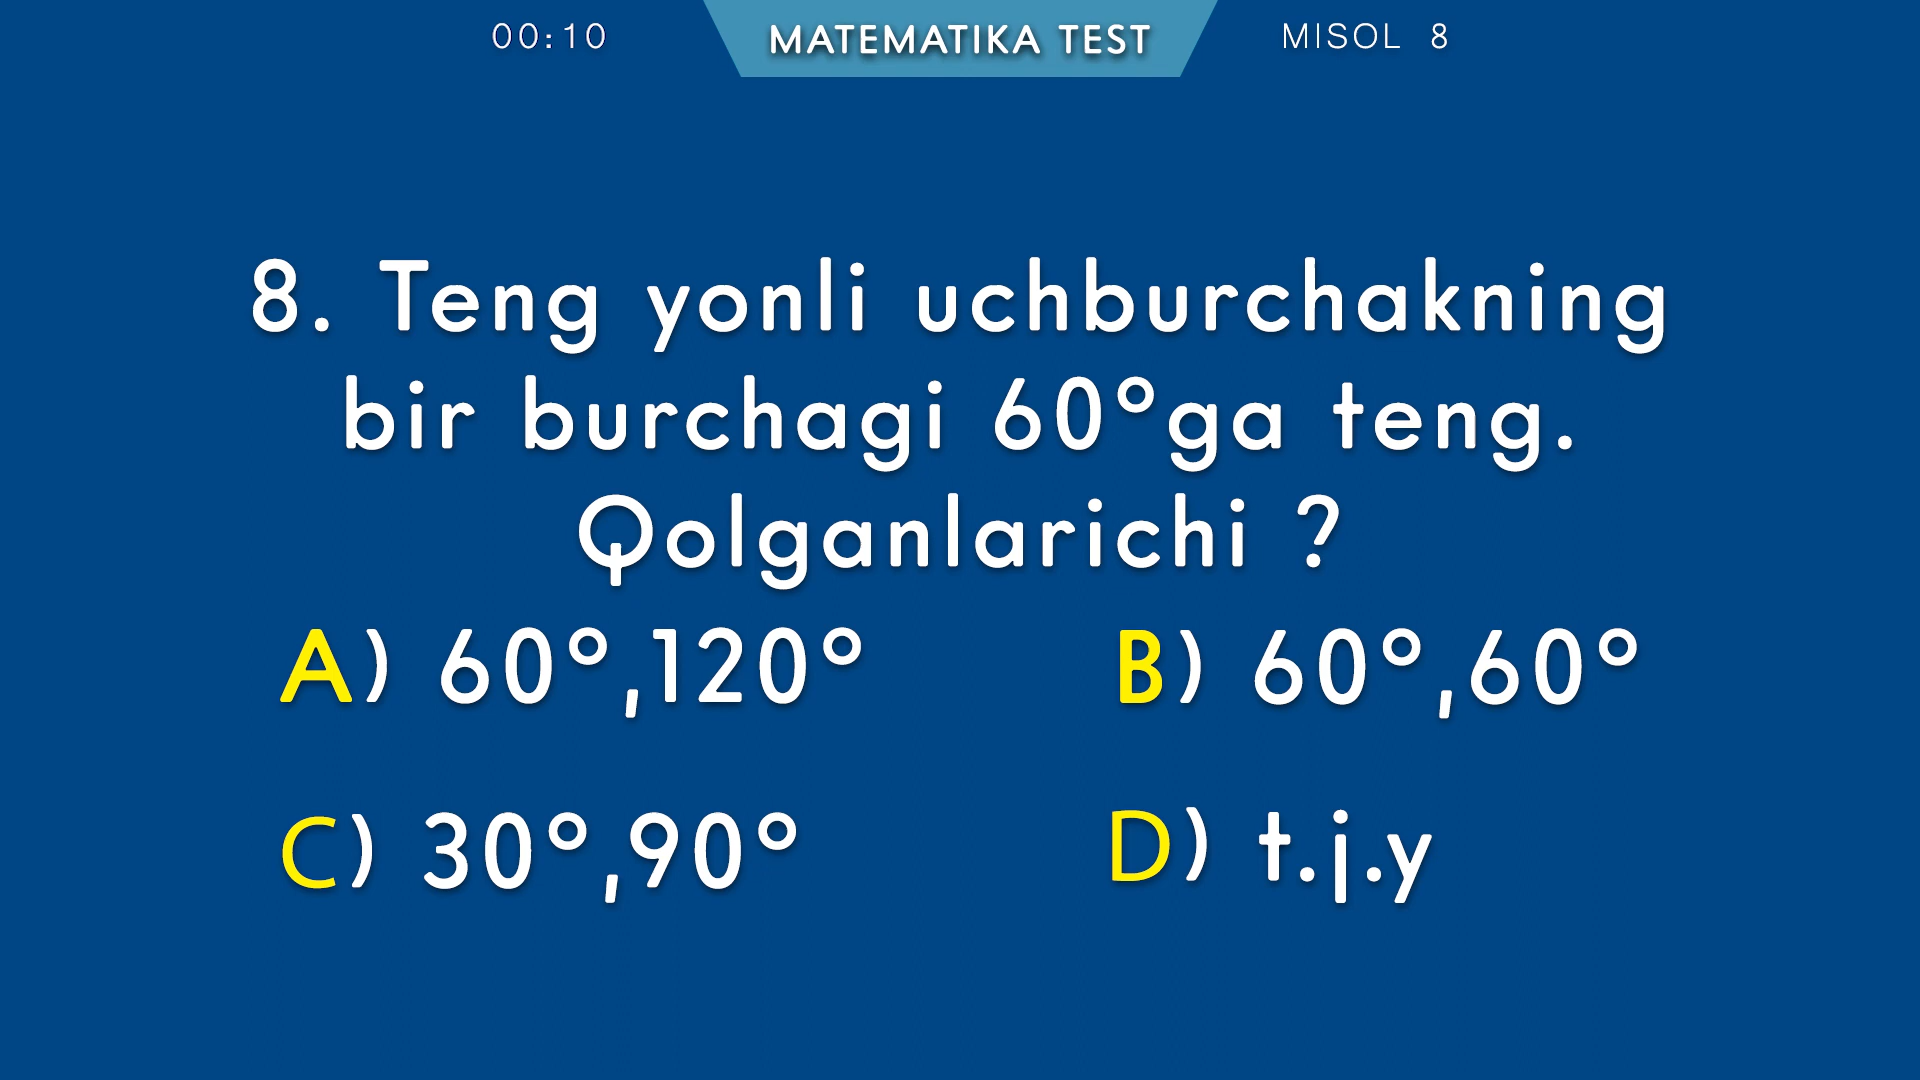 00:10
MATEMATIKA TEST
MISOL 8
8. Teng yonli uchburchakning
bir burchagi 60°ga teng.
Qolganlarichi ?
A) 60°,120°
B) 60°,60°
C) 30°,90°
D) t.j.y